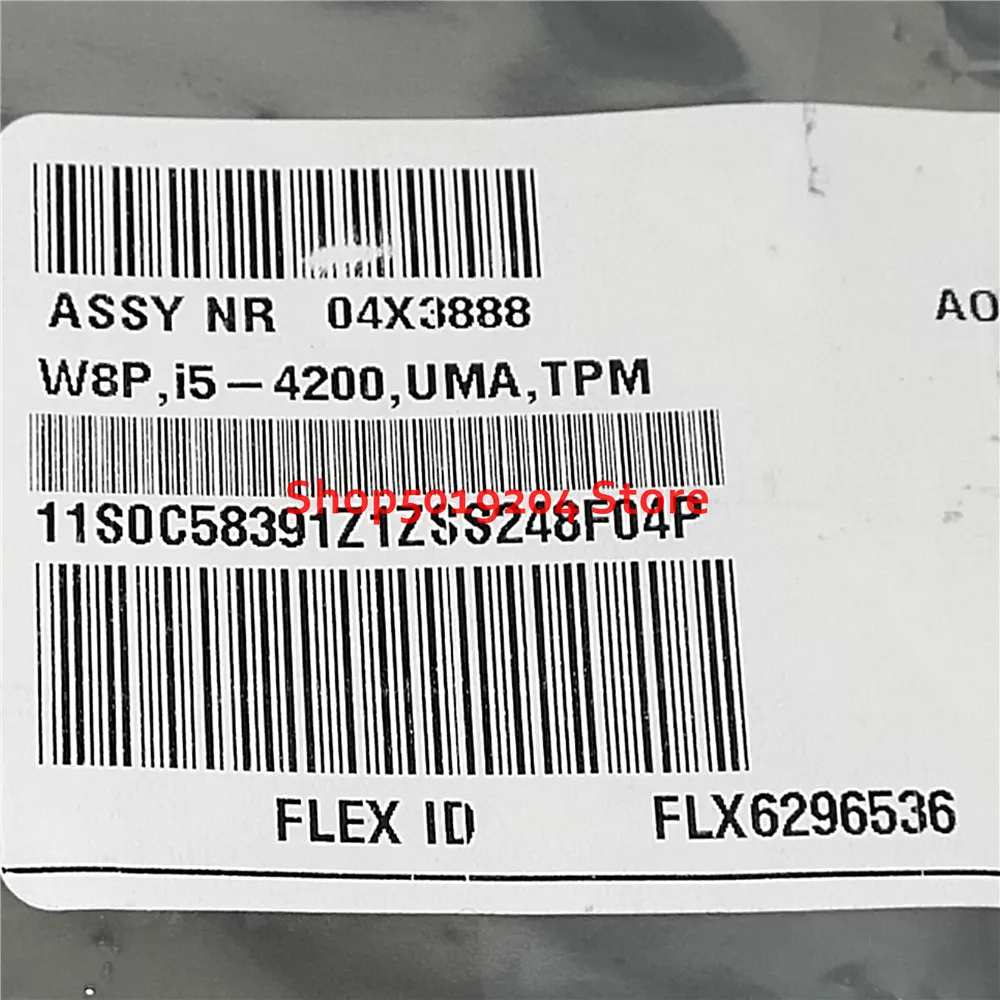 ASSY NR 04X3888
AO
W8P,i5-4200,UMA,TPM
Shop5019204 Store
11S0C58391Z1ZSS248F04P
FLEX ID FLX6296536